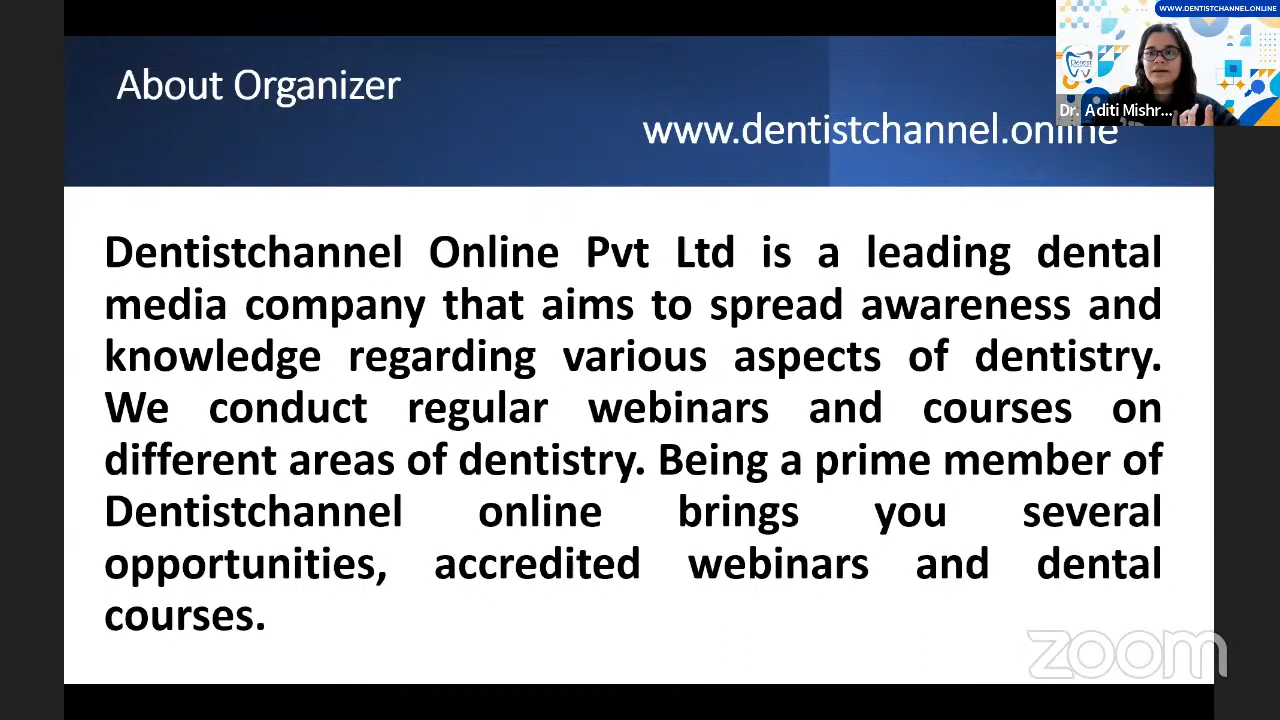 WWW.DENTISTCHANNEL.ONLINE
Dentist
Dr. Aditi Mishr...
About Organizer
www.dentistchannel.online
Dentistchannel Online Pvt Ltd is a leading dental
media company that aims to spread awareness and
knowledge regarding various aspects of dentistry.
We conduct regular webinars and courses on
different areas of dentistry. Being a prime member of
Dentistchannel online brings you several
opportunities, accredited webinars and dental
courses.
zoom